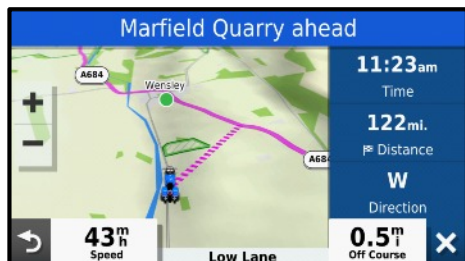 Marfield Quarry ahead
A684
Wensley
11:23am
Time
122mi.
Distance
A684
W
Direction
43mh
Speed
Low Lane
0.5mi
Off Course